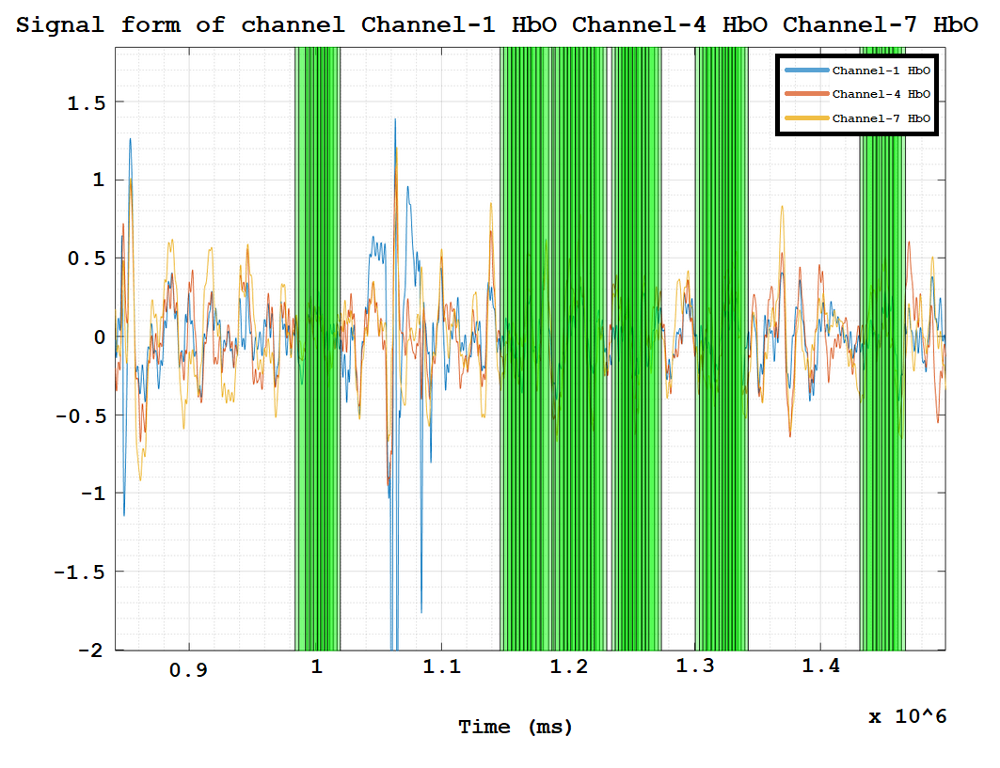 Signal form of channel Channel-1 HbO Channel-4 HbO Channel-7 HbO
Channel-1 HbO
Channel-4 HbO
Channel-7 HbO
1.5
1
0.5
0
-0.5
-1
-1.5
-2
0.9
1
1.1
1.2
1.3
1.4
x 10^6
Time (ms)